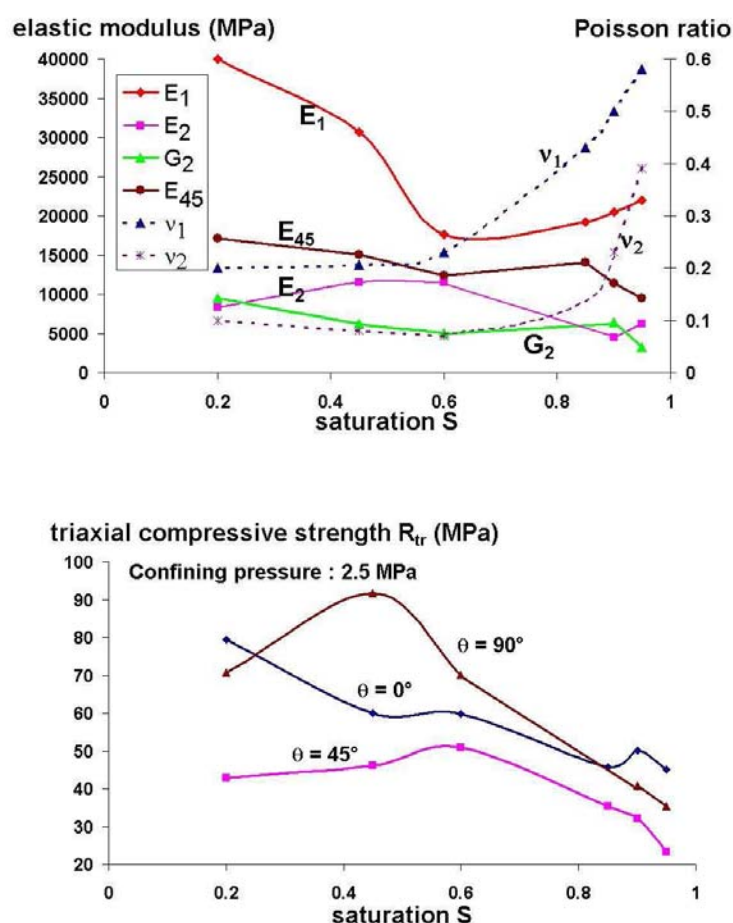 elastic modulus (MPa) Poisson ratio
40000 0.6
35000 0.5
30000 0.4
25000
20000 0.3
15000 0.2
10000
5000 0.1
0 0
E1
E2
G2
E45
ν1
ν2
E1
ν1
E45
ν2
E2
G2
0 0.2 0.4 0.6 0.8 1
saturation S
triaxial compressive strength Rtr (MPa)
100
Confining pressure : 2.5 MPa
90
80
θ = 90°
70
θ = 0°
60
50
θ = 45°
40
30
20
0 0.2 0.4 0.6 0.8 1
saturation S